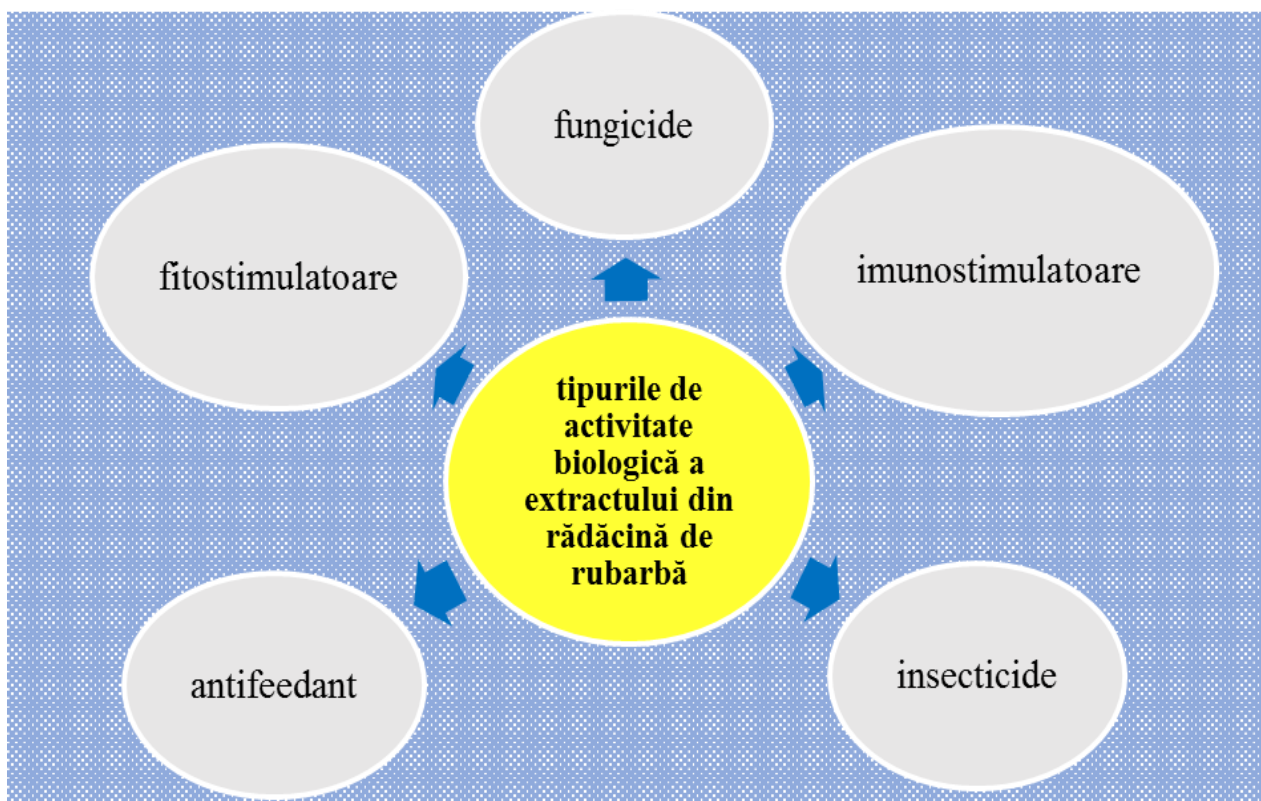 fungicide
fitostimulatoare
imunostimulatoare
tipurile de
activitate
biologică a
extractului din
rădăcină de
rubarbă
antifeedant
insecticide